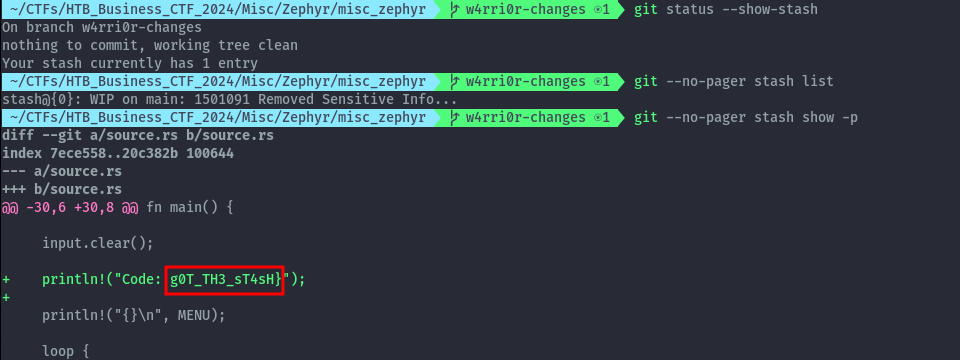 ~/CTFs/HTB_Business_CTF_2024/Misc/Zephyr/misc_zephyr w4rri0r-changes 1 git status --show-stash
On branch w4rri0r-changes
nothing to commit, working tree clean
Your stash currently has 1 entry
~/CTFs/HTB_Business_CTF_2024/Misc/Zephyr/misc_zephyr w4rri0r-changes 1 git --no-pager stash list
stash@{0}: WIP on main: 1501091 Removed Sensitive Info...
~/CTFs/HTB_Business_CTF_2024/Misc/Zephyr/misc_zephyr w4rri0r-changes 1 git --no-pager stash show -p
diff --git a/source.rs b/source.rs
index 7ece558..20c382b 100644
--- a/source.rs
+++ b/source.rs
@@ -30,6 +30,8 @@ fn main() {
input.clear();
+    println!("Code: g0T_TH3_sT4sH}");
+
println!("{}\n", MENU);
loop {